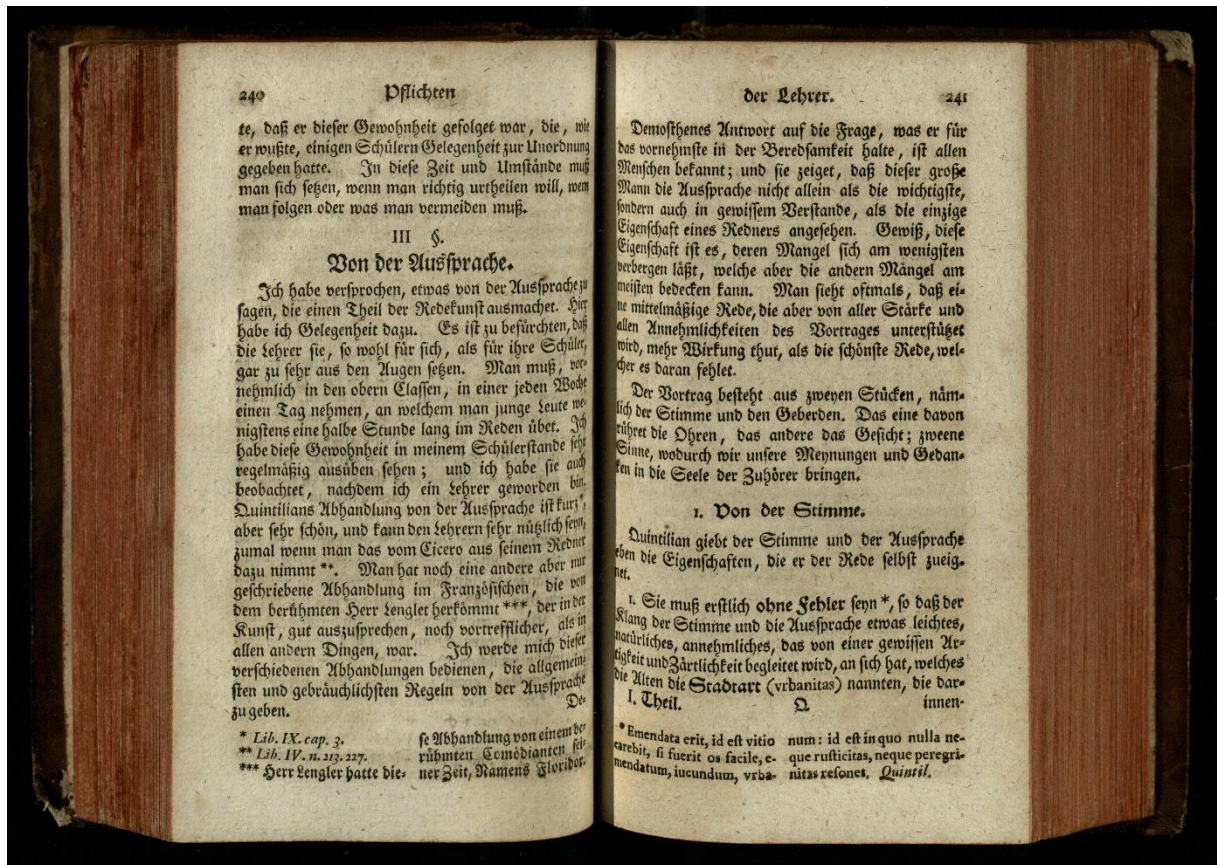 240 Pflichten
te, daß er dieser Gewohnheit gefolget war, die, wie
er wußte, einigen Schülern Gelegenheit zur Unordnung
gegeben hatte. In diese Zeit und Umstände muß
man sich setzen, wenn man richtig urtheilen will, wem
man folgen oder was man vermeiden muß.
III §.
Von der Aussprache.
Ich habe versprochen, etwas von der Aussprache zu
sagen, die einen Theil der Redekunst ausmachet. Hier
habe ich Gelegenheit dazu. Es ist zu befürchten, daß
die Lehrer sie, so wohl für sich, als für ihre Schüler,
gar zu sehr aus den Augen setzen. Man muß, vor-
nehmlich in den obern Classen, in einer jeden Woche
einen Tag nehmen, an welchem man junge Leute we-
nigstens eine halbe Stunde lang im Reden übet. Ich
habe diese Gewohnheit in meinem Schülerstande sehr
regelmäßig ausüben sehen; und ich habe sie auch
beobachtet, nachdem ich ein Lehrer geworden bin.
Quintilians Abhandlung von der Aussprache ist kurz*,
aber sehr schön, und kann den Lehrern sehr nützlich seyn,
zumal wenn man das vom Cicero aus seinem Redner
dazu nimmt **. Man hat noch eine andere aber nur
geschriebene Abhandlung im Französischen, die von
dem berühmten Herr Lenglet herkömmt ***, der in der
Kunst, gut auszusprechen, noch vortrefflicher, als in
allen andern Dingen, war. Ich werde mich dieser
verschiedenen Abhandlungen bedienen, die allgemein-
sten und gebräuchlichsten Regeln von der Aussprache
zu geben.
De-
* Lib. IX. cap. 3.
** Lib. IV. n. 213. 227.
*** Herr Lengler hatte die-
se Abhandlung von einem be-
rühmten Comödianten sei-
ner Zeit, Namens Floridor.
der Lehrer. 241
Demosthenes Antwort auf die Frage, was er für
das vornehmste in der Beredsamkeit halte, ist allen
Menschen bekannt; und sie zeiget, daß dieser große
Mann die Aussprache nicht allein als die wichtigste,
sondern auch in gewissem Verstande, als die einzige
Eigenschaft eines Redners angesehen. Gewiß, diese
Eigenschaft ist es, deren Mangel sich am wenigsten
verbergen läßt, welche aber die andern Mängel am
meisten bedecken kann. Man sieht oftmals, daß ei-
ne mittelmäßige Rede, die aber von aller Stärke und
allen Annehmlichkeiten des Vortrages unterstützet
wird, mehr Wirkung thut, als die schönste Rede, wel-
cher es daran fehlet.
Der Vortrag besteht aus zweyen Stücken, näm-
lich der Stimme und den Geberden. Das eine davon
rühret die Ohren, das andere das Gesicht; zweene
Sinne, wodurch wir unsere Meynungen und Gedan-
ken in die Seele der Zuhörer bringen.
1. Von der Stimme.
Quintilian giebt der Stimme und der Aussprache
eben die Eigenschaften, die er der Rede selbst zueig-
net.
1. Sie muß erstlich ohne Fehler seyn *, so daß der
Klang der Stimme und die Aussprache etwas leichtes,
natürliches, annehmliches, das von einer gewissen Ar-
tigkeit und Zärtlichkeit begleitet wird, an sich hat, welches
die Alten die Stadtart (vrbanitas) nannten, die dar-
I. Theil. Q innen-
* Emendata erit, id est vitio
carebit, si fuerit os facile, e-
mendatum, iucundum, vrba-
num: id est in quo nulla ne-
que rusticitas, neque peregri-
nitas resonet. Quintil.